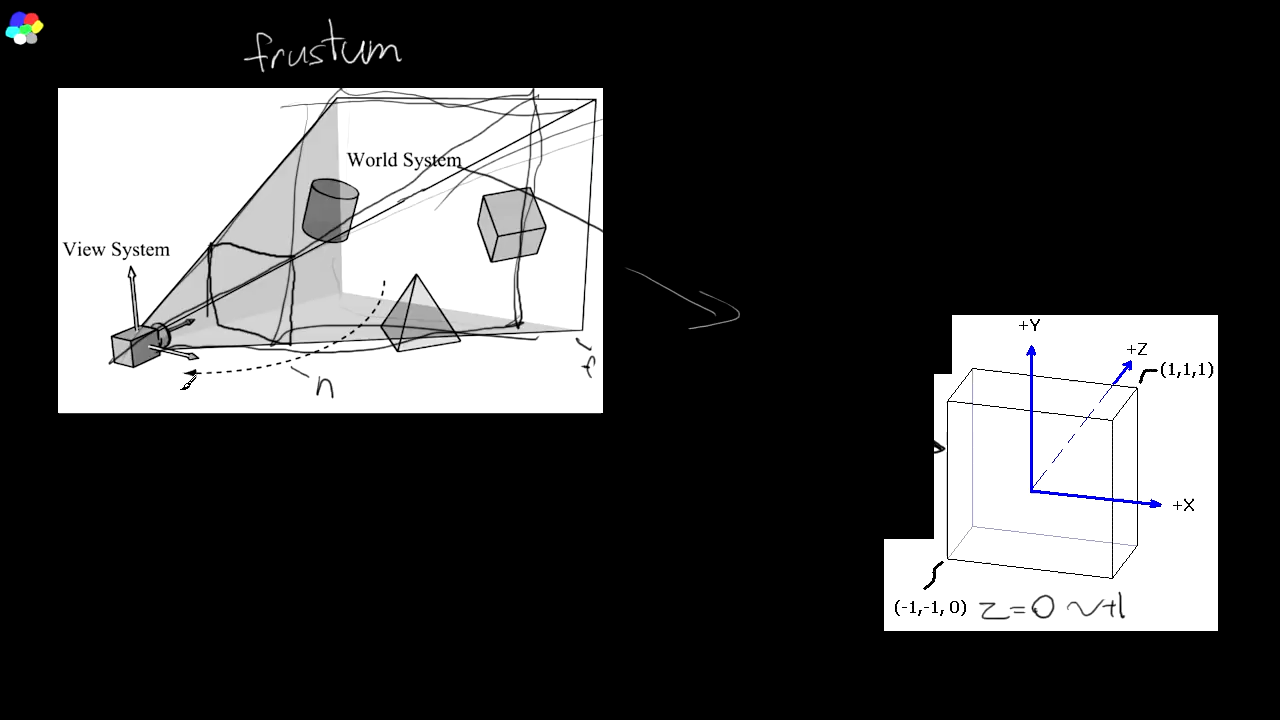 frustum
World System
View System
n
f
+Y
+Z
(1,1,1)
+X
(-1,-1, 0)
z=0 ~+1